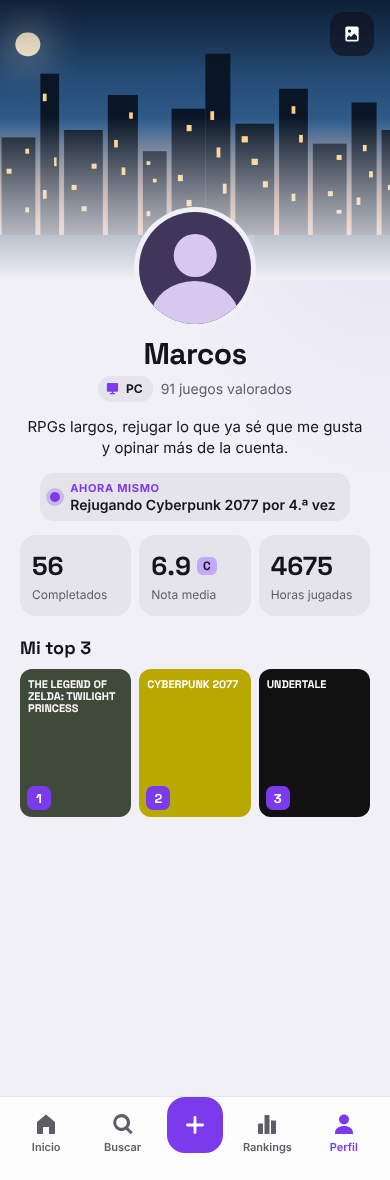 Marcos
PC 91 juegos valorados
RPGs largos, rejugar lo que ya sé que me gusta
y opinar más de la cuenta.
AHORA MISMO
Rejugando Cyberpunk 2077 por 4.ª vez
56
Completados
6.9 C
Nota media
4675
Horas jugadas
Mi top 3
THE LEGEND OF
ZELDA: TWILIGHT
PRINCESS
1
CYBERPUNK 2077
2
UNDERTALE
3
Inicio
Buscar
Rankings
Perfil